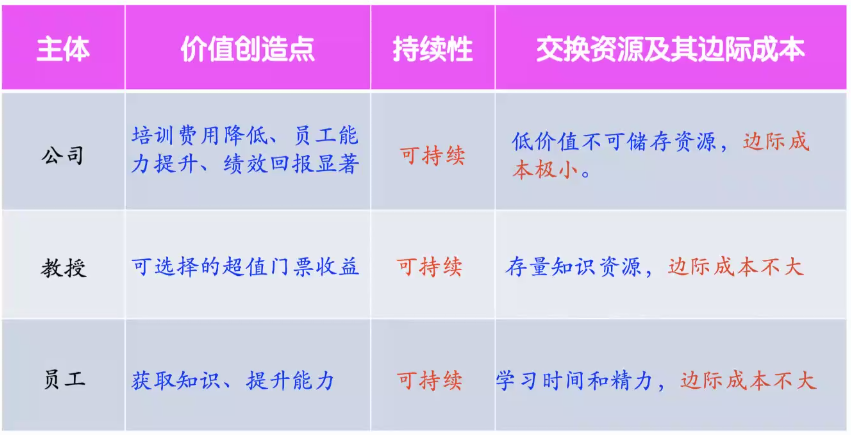 主体 价值创造点 持续性 交换资源及其边际成本
公司
培训费用降低、员工能
力提升、绩效回报显著
可持续
低价值不可储存资源，边际成
本极小。
教授 可选择的超值门票收益 可持续 存量知识资源，边际成本不大
员工 获取知识、提升能力 可持续 学习时间和精力，边际成本不大